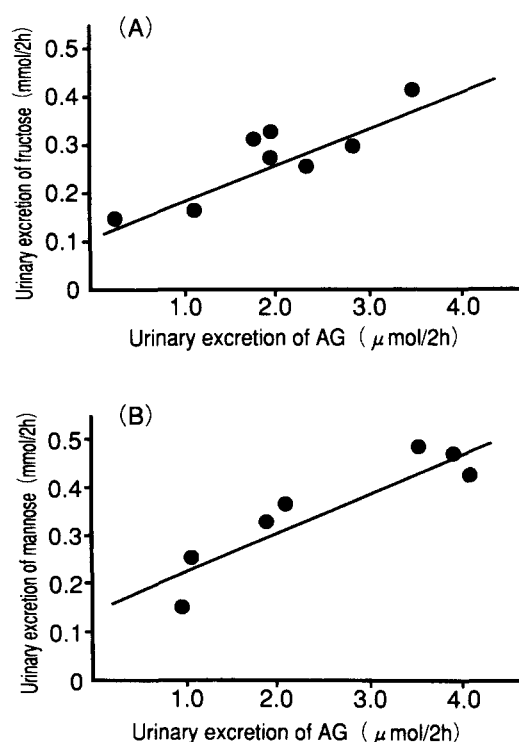 (A)
Urinary excretion of fructose (mmol/2h)
0.5
0.4
0.3
0.2
0.1
0
1.0 2.0 3.0 4.0
Urinary excretion of AG ( μ mol/2h)
(B)
Urinary excretion of mannose (mmol/2h)
0.5
0.4
0.3
0.2
0.1
0
1.0 2.0 3.0 4.0
Urinary excretion of AG ( μ mol/2h)